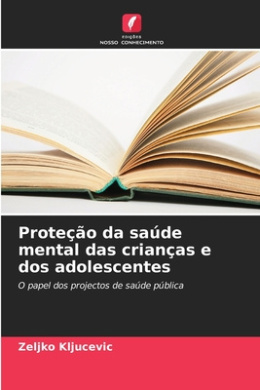 edições
NOSSO CONHECIMENTO
Proteção da saúde
mental das crianças e
dos adolescentes
O papel dos projectos de saúde pública
Zeljko Kljucevic